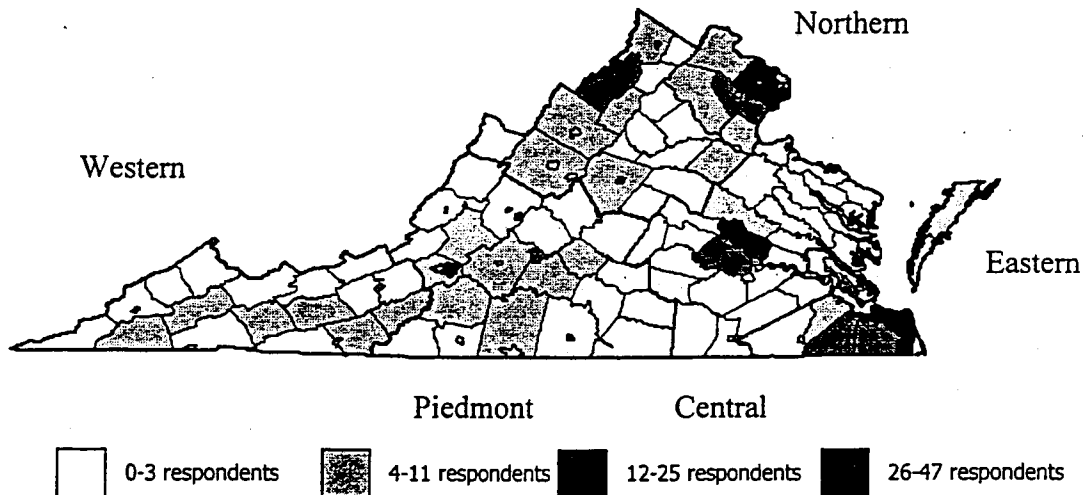 Northern
Western
Eastern
Piedmont Central
0-3 respondents 4-11 respondents 12-25 respondents 26-47 respondents